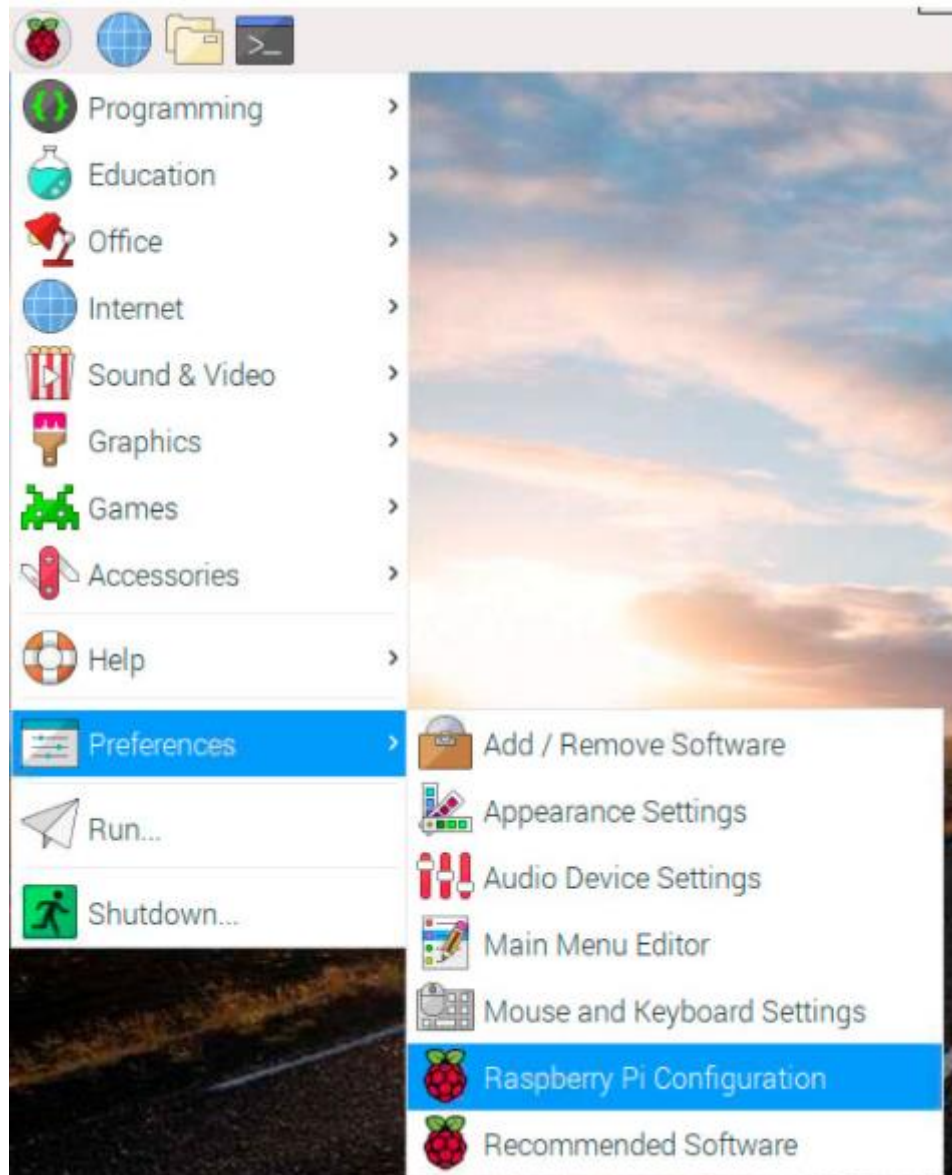 >_
Programming
Education
Office
Internet
Sound & Video
Graphics
Games
Accessories
Help
Preferences
Run...
Shutdown...
Add / Remove Software
Appearance Settings
Audio Device Settings
Main Menu Editor
Mouse and Keyboard Settings
Raspberry Pi Configuration
Recommended Software